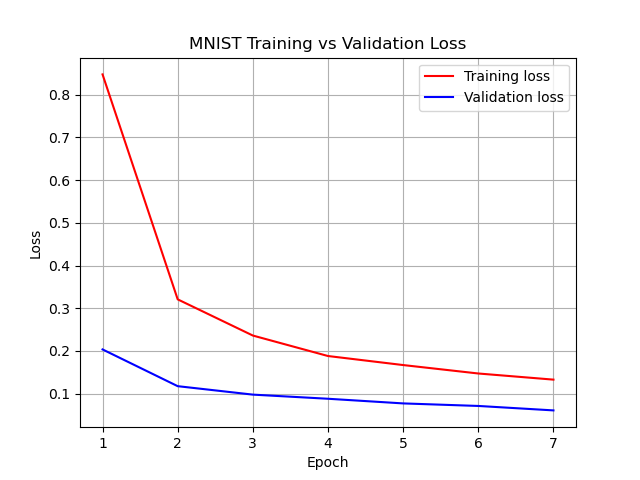 MNIST Training vs Validation Loss
Training loss
Validation loss
0.8
0.7
0.6
0.5
0.4
0.3
0.2
0.1
Loss
1 2 3 4 5 6 7
Epoch